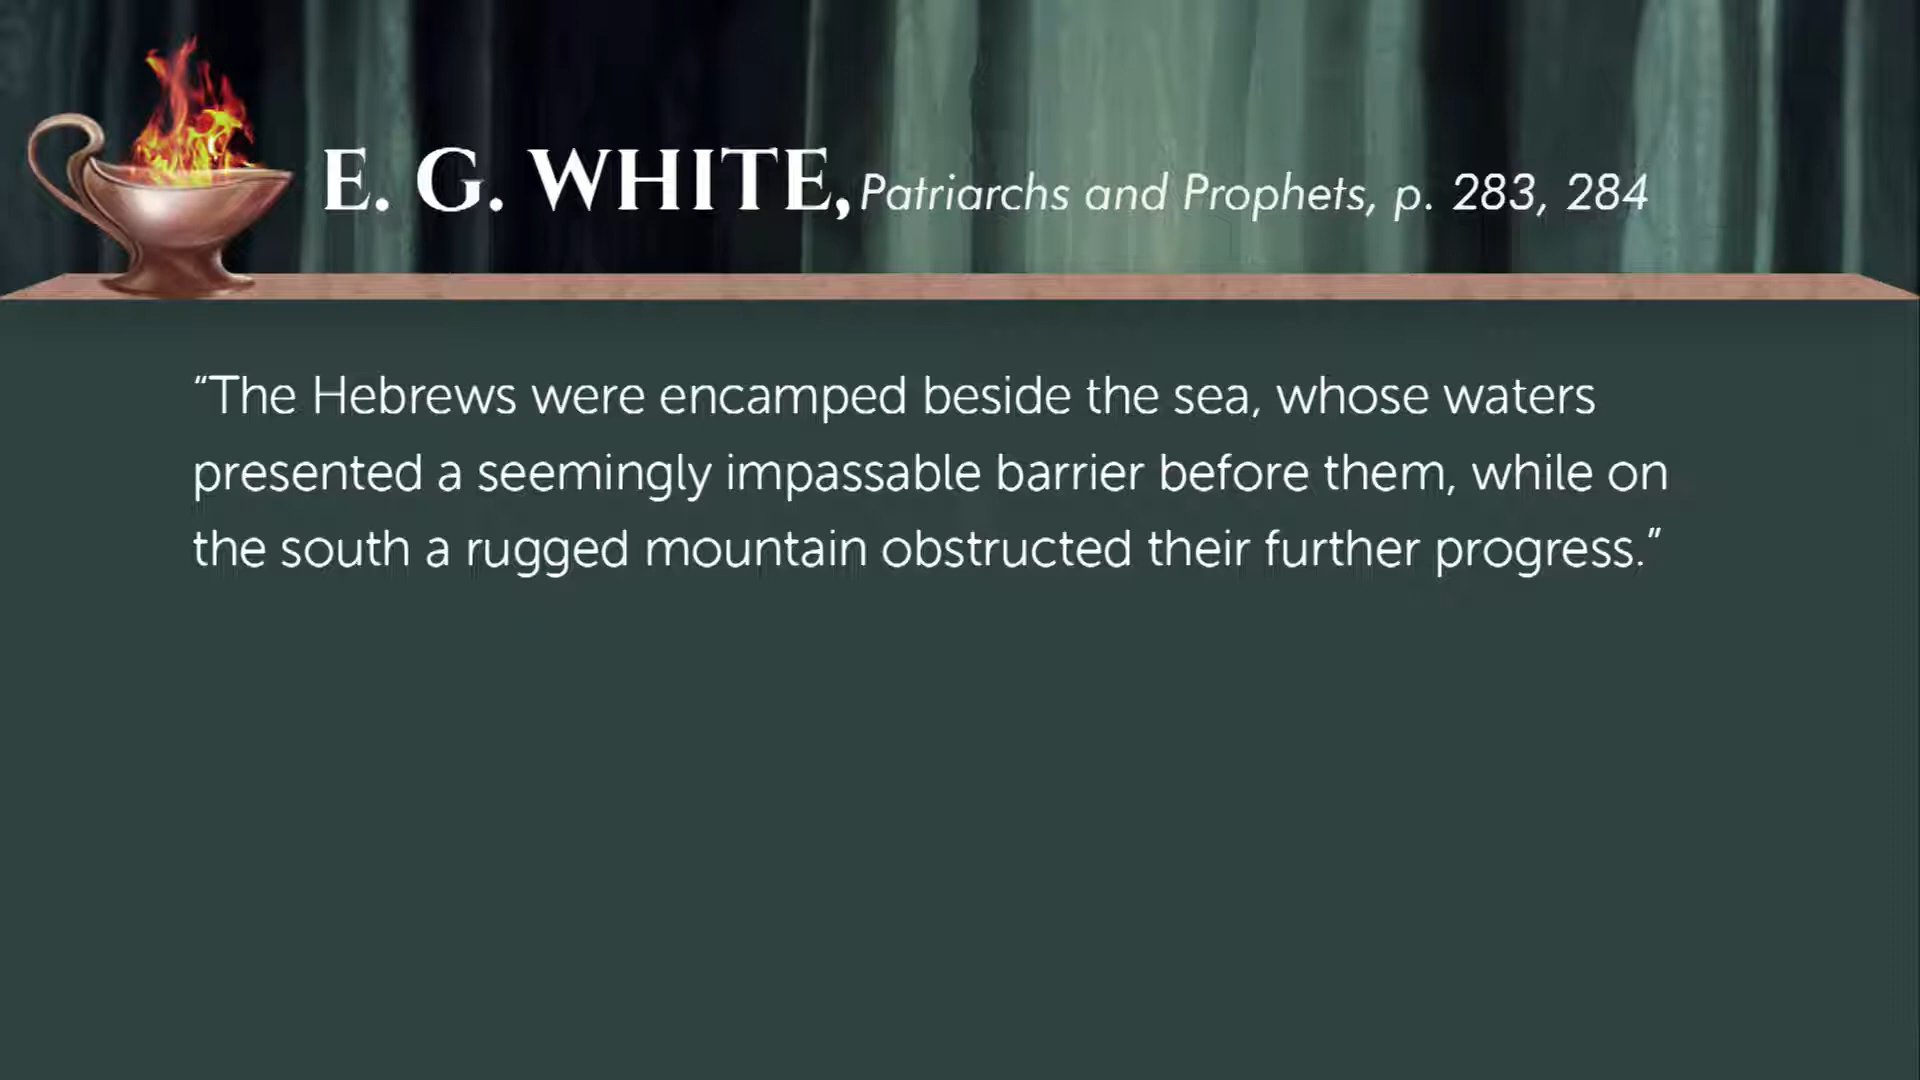 E. G. WHITE, Patriarchs and Prophets, p. 283, 284
“The Hebrews were encamped beside the sea, whose waters
presented a seemingly impassable barrier before them, while on
the south a rugged mountain obstructed their further progress.”